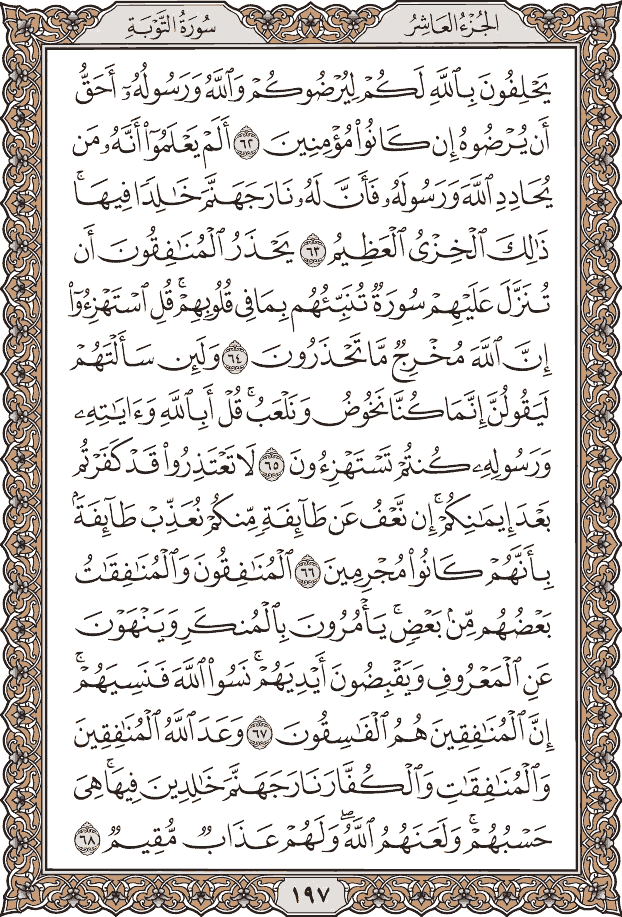 الجُزْءُ العَاشِرُ
سُورَةُ التَّوْبَةِ
يَحۡلِفُونَ بِٱللَّهِ لَكُمۡ لِيُرۡضُوكُمۡ وَٱللَّهُ وَرَسُولُهُۥٓ أَحَقُّ
أَن يُرۡضُوهُ إِن كَانُواْ مُؤۡمِنِينَ ٦٢ أَلَمۡ يَعۡلَمُوٓاْ أَنَّهُۥ مَن
يُحَادِدِ ٱللَّهَ وَرَسُولَهُۥ فَأَنَّ لَهُۥ نَارَ جَهَنَّمَ خَٰلِدٗا فِيهَاۚ
ذَٰلِكَ ٱلۡخِزۡيُ ٱلۡعَظِيمُ ٦٣ يَحۡذَرُ ٱلۡمُنَٰفِقُونَ أَن
تُنَزَّلَ عَلَيۡهِمۡ سُورَةٞ تُنَبِّئُهُم بِمَا فِي قُلُوبِهِمۡۚ قُلِ ٱسۡتَهۡزِءُوٓاْ
إِنَّ ٱللَّهَ مُخۡرِجٞ مَّا تَحۡذَرُونَ ٦٤ وَلَئِن سَأَلۡتَهُمۡ
لَيَقُولُنَّ إِنَّمَا كُنَّا نَخُوضُ وَنَلۡعَبُۚ قُلۡ أَبِٱللَّهِ وَءَايَٰتِهِۦ
وَرَسُولِهِۦ كُنتُمۡ تَسۡتَهۡزِءُونَ ٦٥ لَا تَعۡتَذِرُواْ قَدۡ كَفَرۡتُم
بَعۡدَ إِيمَٰنِكُمۡۚ إِن نَّعۡفُ عَن طَآئِفَةٖ مِّنكُمۡ نُعَذِّبۡ طَآئِفَةَۢ
بِأَنَّهُمۡ كَانُواْ مُجۡرِمِينَ ٦٦ ٱلۡمُنَٰفِقُونَ وَٱلۡمُنَٰفِقَٰتُ
بَعۡضُهُم مِّنۢ بَعۡضٖۚ يَأۡمُرُونَ بِٱلۡمُنكَرِ وَيَنۡهَوۡنَ
عَنِ ٱلۡمَعۡرُوفِ وَيَقۡبِضُونَ أَيۡدِيَهُمۡۚ نَسُواْ ٱللَّهَ فَنَسِيَهُمۡۚ
إِنَّ ٱلۡمُنَٰفِقِينَ هُمُ ٱلۡفَٰسِقُونَ ٦٧ وَعَدَ ٱللَّهُ ٱلۡمُنَٰفِقِينَ
وَٱلۡمُنَٰفِقَٰتِ وَٱلۡكُفَّارَ نَارَ جَهَنَّمَ خَٰلِدِينَ فِيهَاۚ هِيَ
حَسۡبُهُمۡۚ وَلَعَنَهُمُ ٱللَّهُۖ وَلَهُمۡ عَذَابٞ مُّقِيمٞ ٦٨
١٩٧